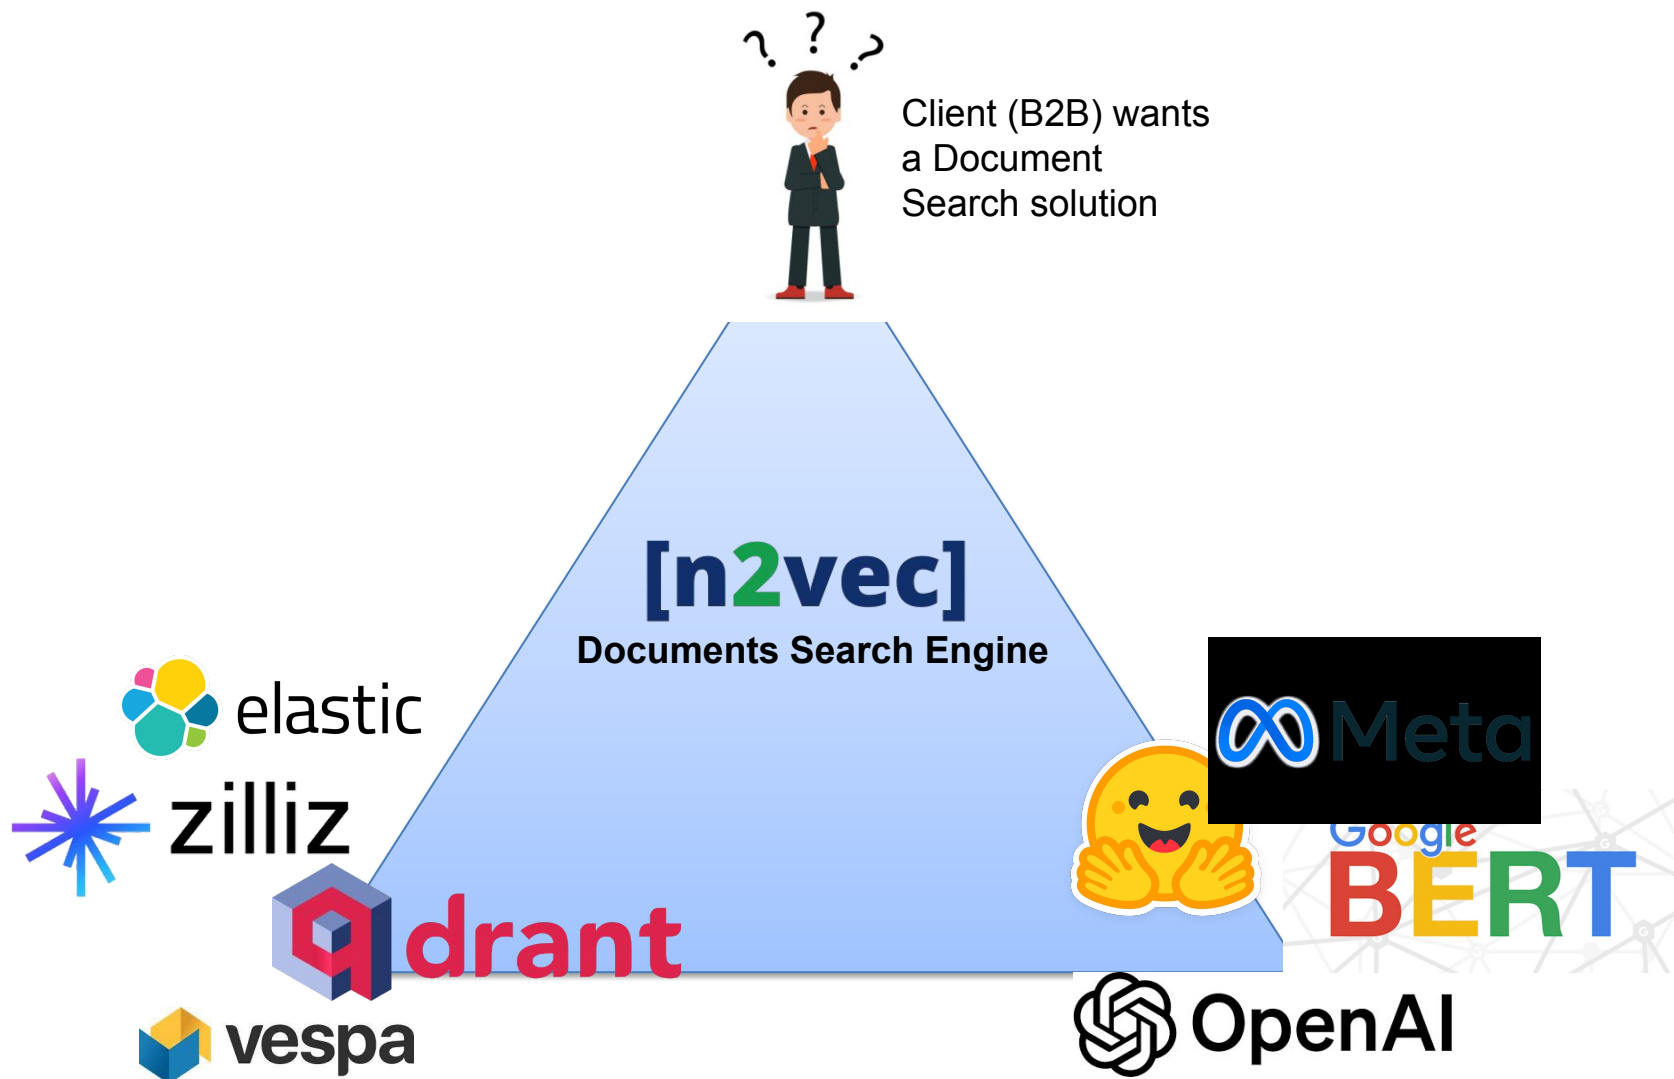 ? ? ?
Client (B2B) wants
a Document
Search solution
[n2vec]
Documents Search Engine
elastic
zilliz
qdrant
vespa
Meta
Google
BERT
OpenAI